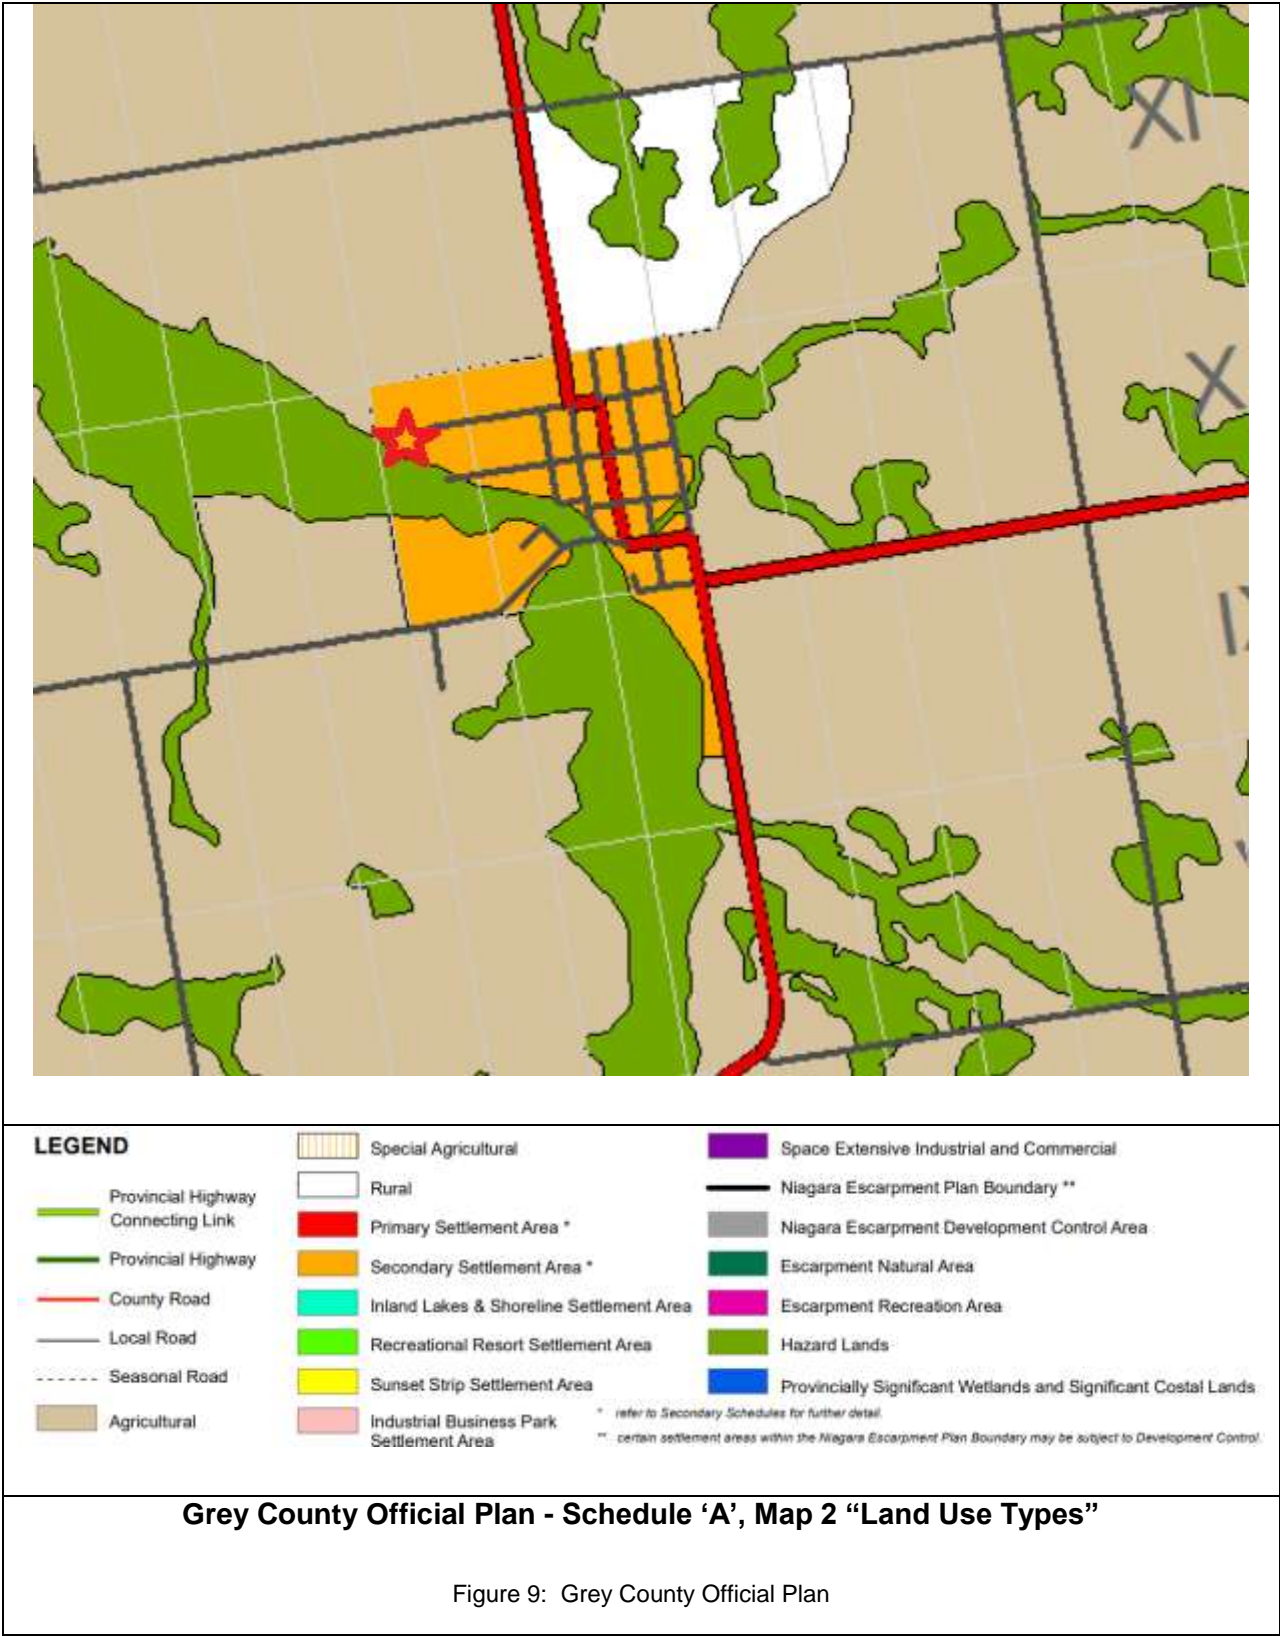 XI
X
LEGEND
Provincial Highway
Connecting Link
Provincial Highway
County Road
Local Road
Seasonal Road
Agricultural
Special Agricultural
Rural
Primary Settlement Area *
Secondary Settlement Area *
Inland Lakes & Shoreline Settlement Area
Recreational Resort Settlement Area
Sunset Strip Settlement Area
Industrial Business Park
Settlement Area
Space Extensive Industrial and Commercial
Niagara Escarpment Plan Boundary **
Niagara Escarpment Development Control Area
Escarpment Natural Area
Escarpment Recreation Area
Hazard Lands
Provincially Significant Wetlands and Significant Costal Lands
* refer to Secondary Schedules for further detail.
** certain settlement areas within the Niagara Escarpment Plan Boundary may be subject to Development Control.
Grey County Official Plan - Schedule ‘A’, Map 2 “Land Use Types”
Figure 9: Grey County Official Plan